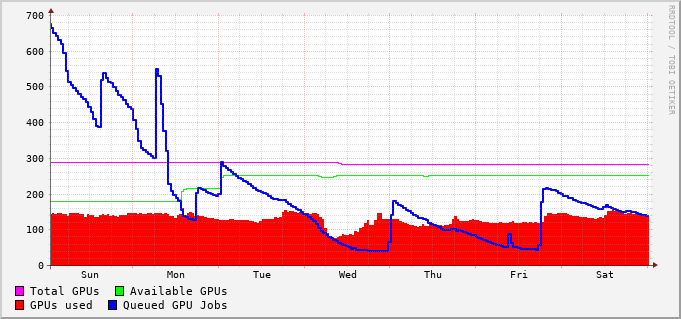 700
600
500
400
300
200
100
0
Sun Mon Tue Wed Thu Fri Sat
Total GPUs Available GPUs
GPUs used Queued GPU Jobs
RRDTOOL / TOBI OETIKER